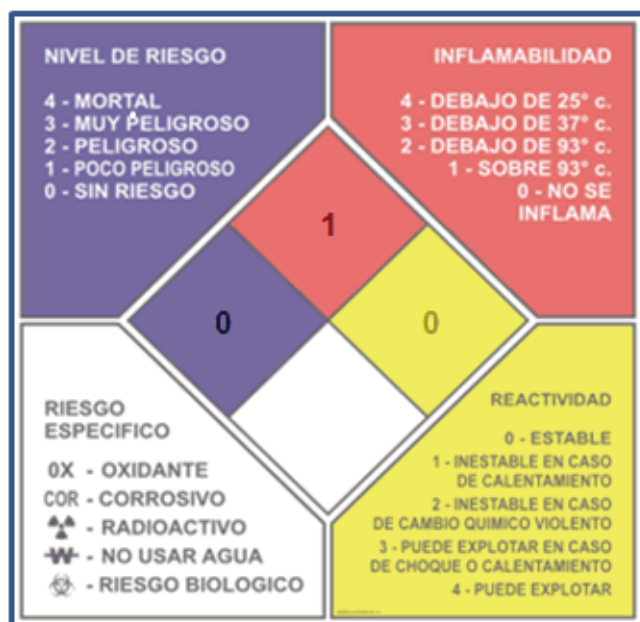 NIVEL DE RIESGO
4 - MORTAL
3 - MUY PELIGROSO
2 - PELIGROSO
1 - POCO PELIGROSO
0 - SIN RIESGO
INFLAMABILIDAD
4 - DEBAJO DE 25° c.
3 - DEBAJO DE 37° c.
2 - DEBAJO DE 93° c.
1 - SOBRE 93° c.
0 - NO SE
INFLAMA
1
0
0
RIESGO
ESPECIFICO
0X - OXIDANTE
COR - CORROSIVO
- RADIOACTIVO
W - NO USAR AGUA
- RIESGO BIOLOGICO
REACTIVIDAD
0 - ESTABLE
1 - INESTABLE EN CASO
DE CALENTAMIENTO
2 - INESTABLE EN CASO
DE CAMBIO QUIMICO VIOLENTO
3 - PUEDE EXPLOTAR EN CASO
DE CHOQUE O CALENTAMIENTO
4 - PUEDE EXPLOTAR